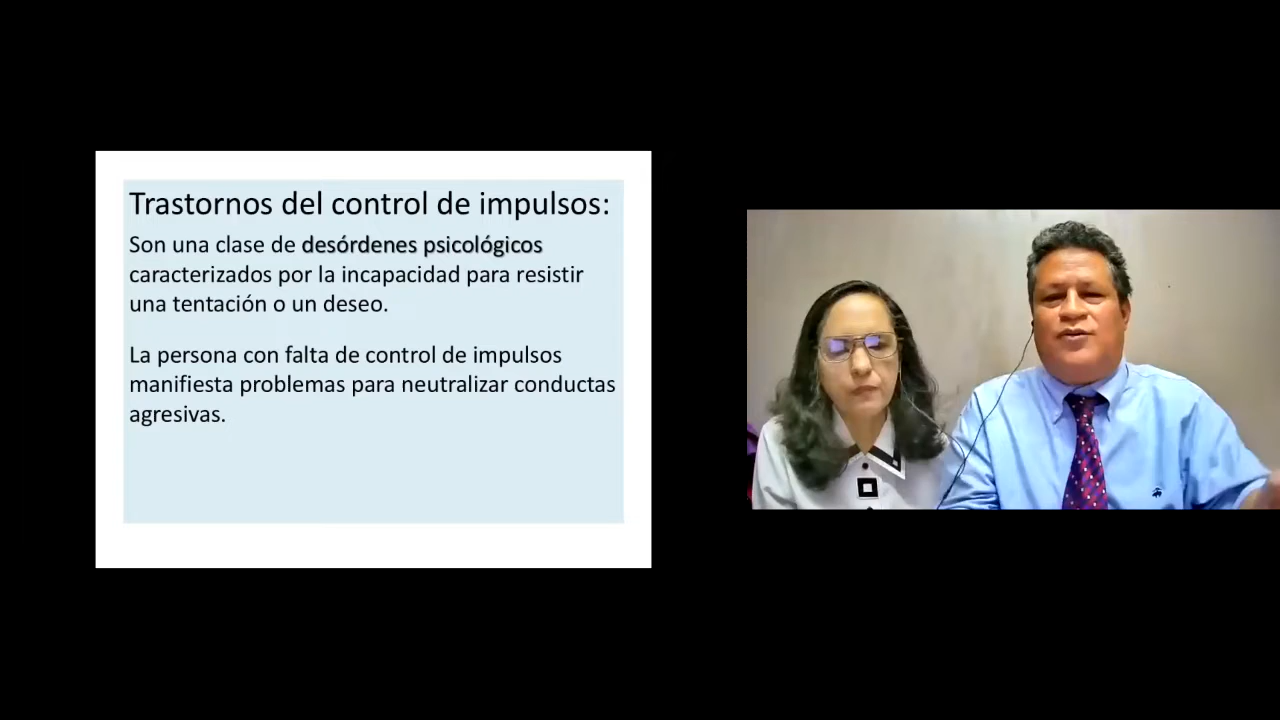 Trastornos del control de impulsos:
Son una clase de desórdenes psicológicos
caracterizados por la incapacidad para resistir
una tentación o un deseo.
La persona con falta de control de impulsos
manifiesta problemas para neutralizar conductas
agresivas.